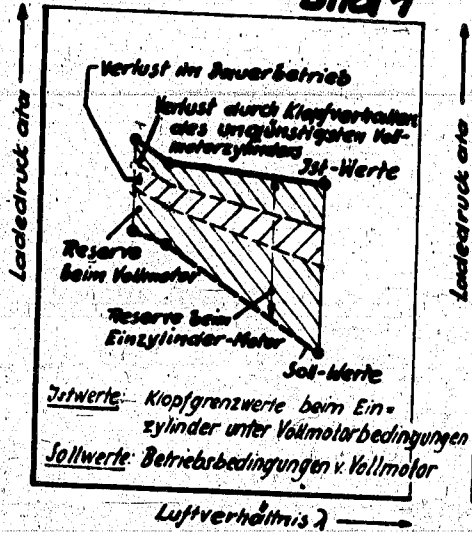 Bild 1
Ladedruck ata
Verlust im Dauerbetrieb
Verlust durch Klopfverhalten
des ungünstigsten Voll-
motorzylinders
Ist-Werte
Reserve
beim Vollmotor
Reserve beim
Einzylinder-Motor
Soll-Werte
Istwerte: Klopfgrenzwerte beim Ein=
zylinder unter Vollmotorbedingungen
Sollwerte: Betriebsbedingungen v. Vollmotor
Luftverhältnis λ
Ladedruck ata